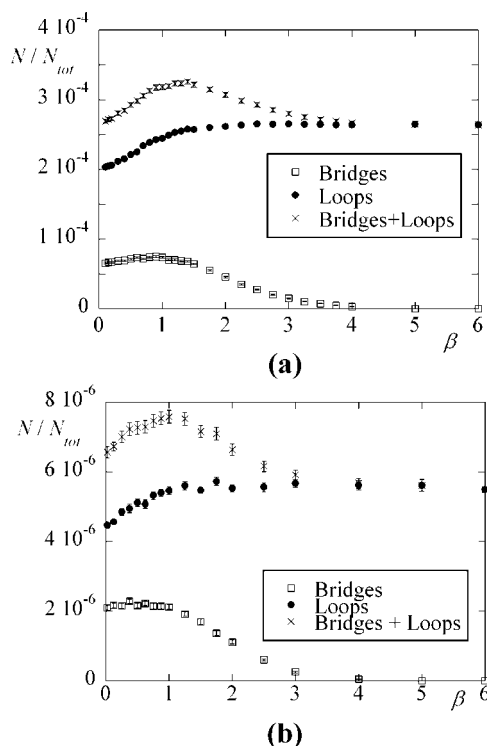 (a)
4 10⁻⁴
N / N_tot
3 10⁻⁴
2 10⁻⁴
Bridges
Loops
Bridges+Loops
1 10⁻⁴
0
0 1 2 3 4 5 6
β
(a)
8 10⁻⁶
N / N_tot
6 10⁻⁶
4 10⁻⁶
Bridges
Loops
Bridges + Loops
2 10⁻⁶
0
0 1 2 3 4 5 6
β
(b)